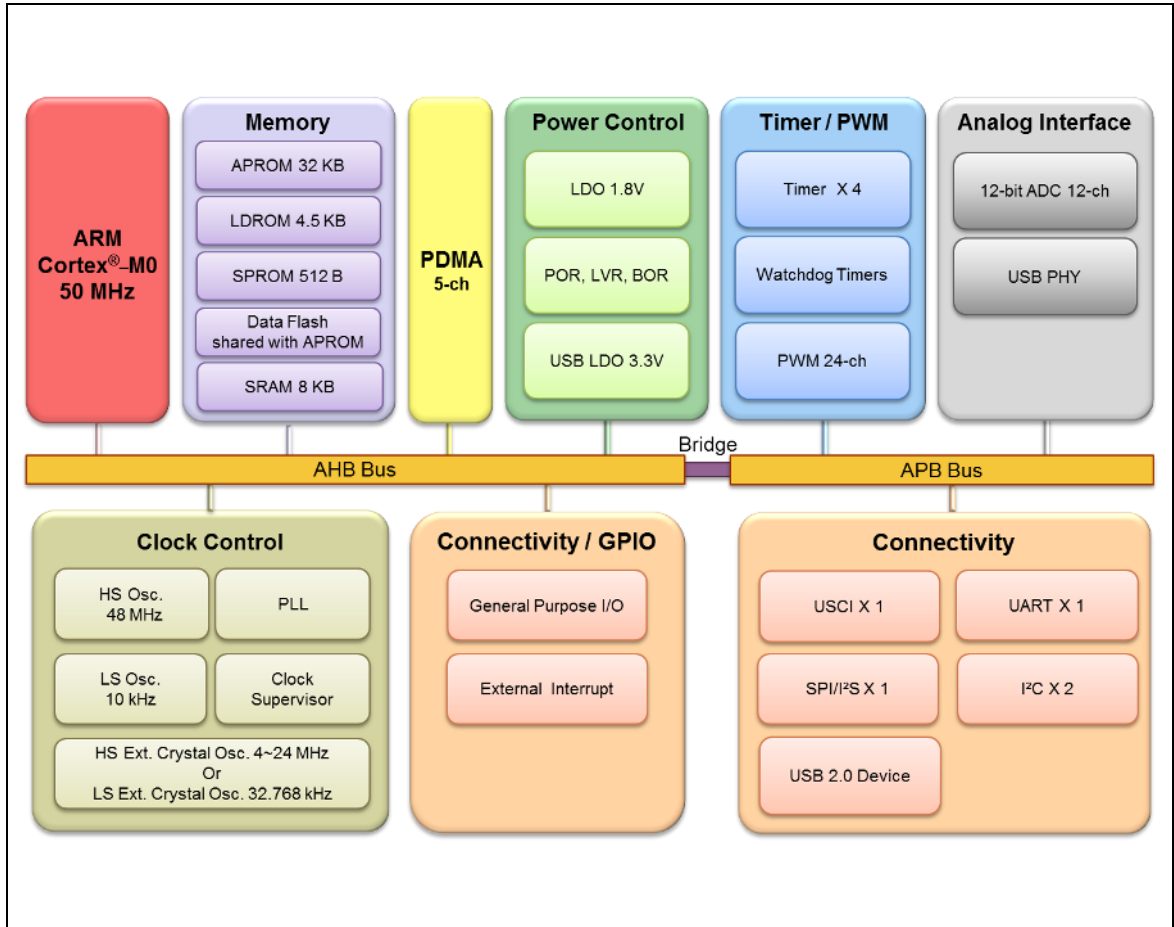 ARM
Cortex®–M0
50 MHz
Memory
APROM 32 KB
LDROM 4.5 KB
SPROM 512 B
Data Flash
shared with APROM
SRAM 8 KB
PDMA
5-ch
Power Control
LDO 1.8V
POR, LVR, BOR
USB LDO 3.3V
Timer / PWM
Timer X 4
Watchdog Timers
PWM 24-ch
Analog Interface
12-bit ADC 12-ch
USB PHY
AHB Bus
Bridge
APB Bus
Clock Control
HS Osc.
48 MHz
PLL
LS Osc.
10 kHz
Clock
Supervisor
HS Ext. Crystal Osc. 4~24 MHz
Or
LS Ext. Crystal Osc. 32.768 kHz
Connectivity / GPIO
General Purpose I/O
External Interrupt
Connectivity
USCI X 1
UART X 1
SPI/I²S X 1
I²C X 2
USB 2.0 Device